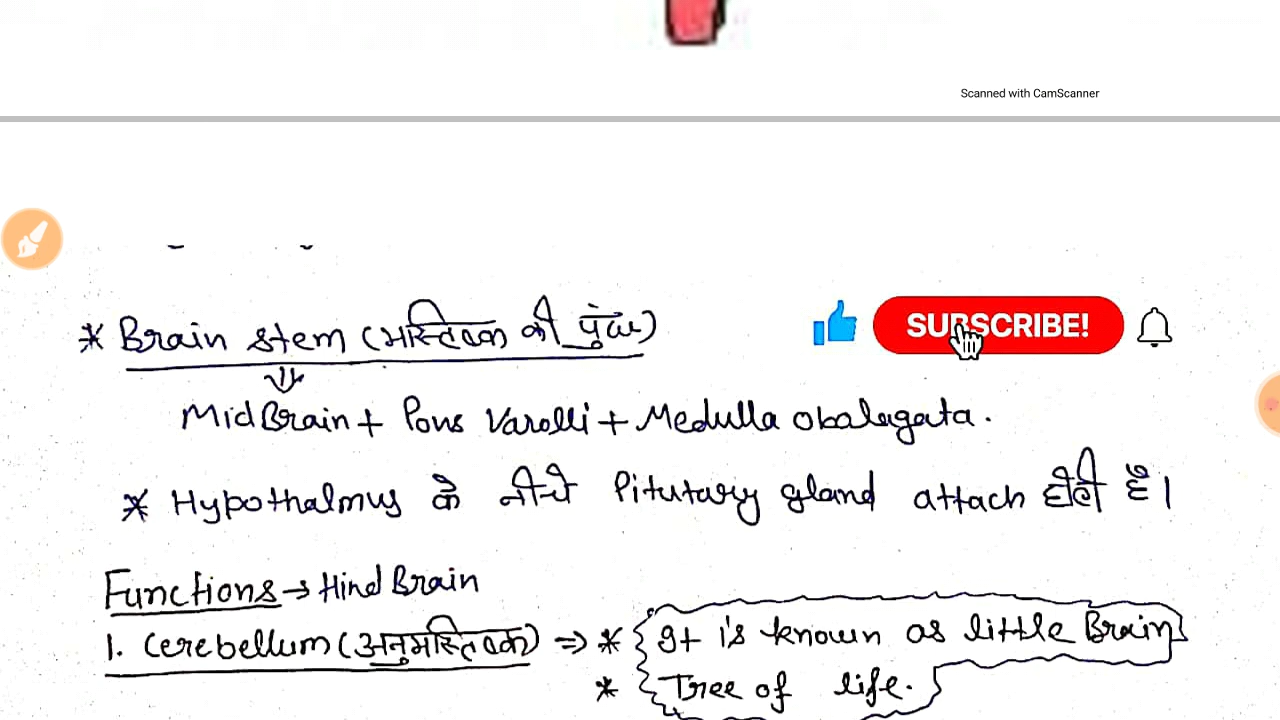 Scanned with CamScanner
* Brain stem (मस्तिष्क की पुंछ)
SUBSCRIBE!
MidBrain + Pons Varolli + Medulla obalagata.
* Hypothalmus के नीचे Pitutary gland attach होती है।
Functions → Hind Brain
1. Cerebellum (अनुमस्तिष्क) ⇒ * It is known as little Brain
* Tree of life.